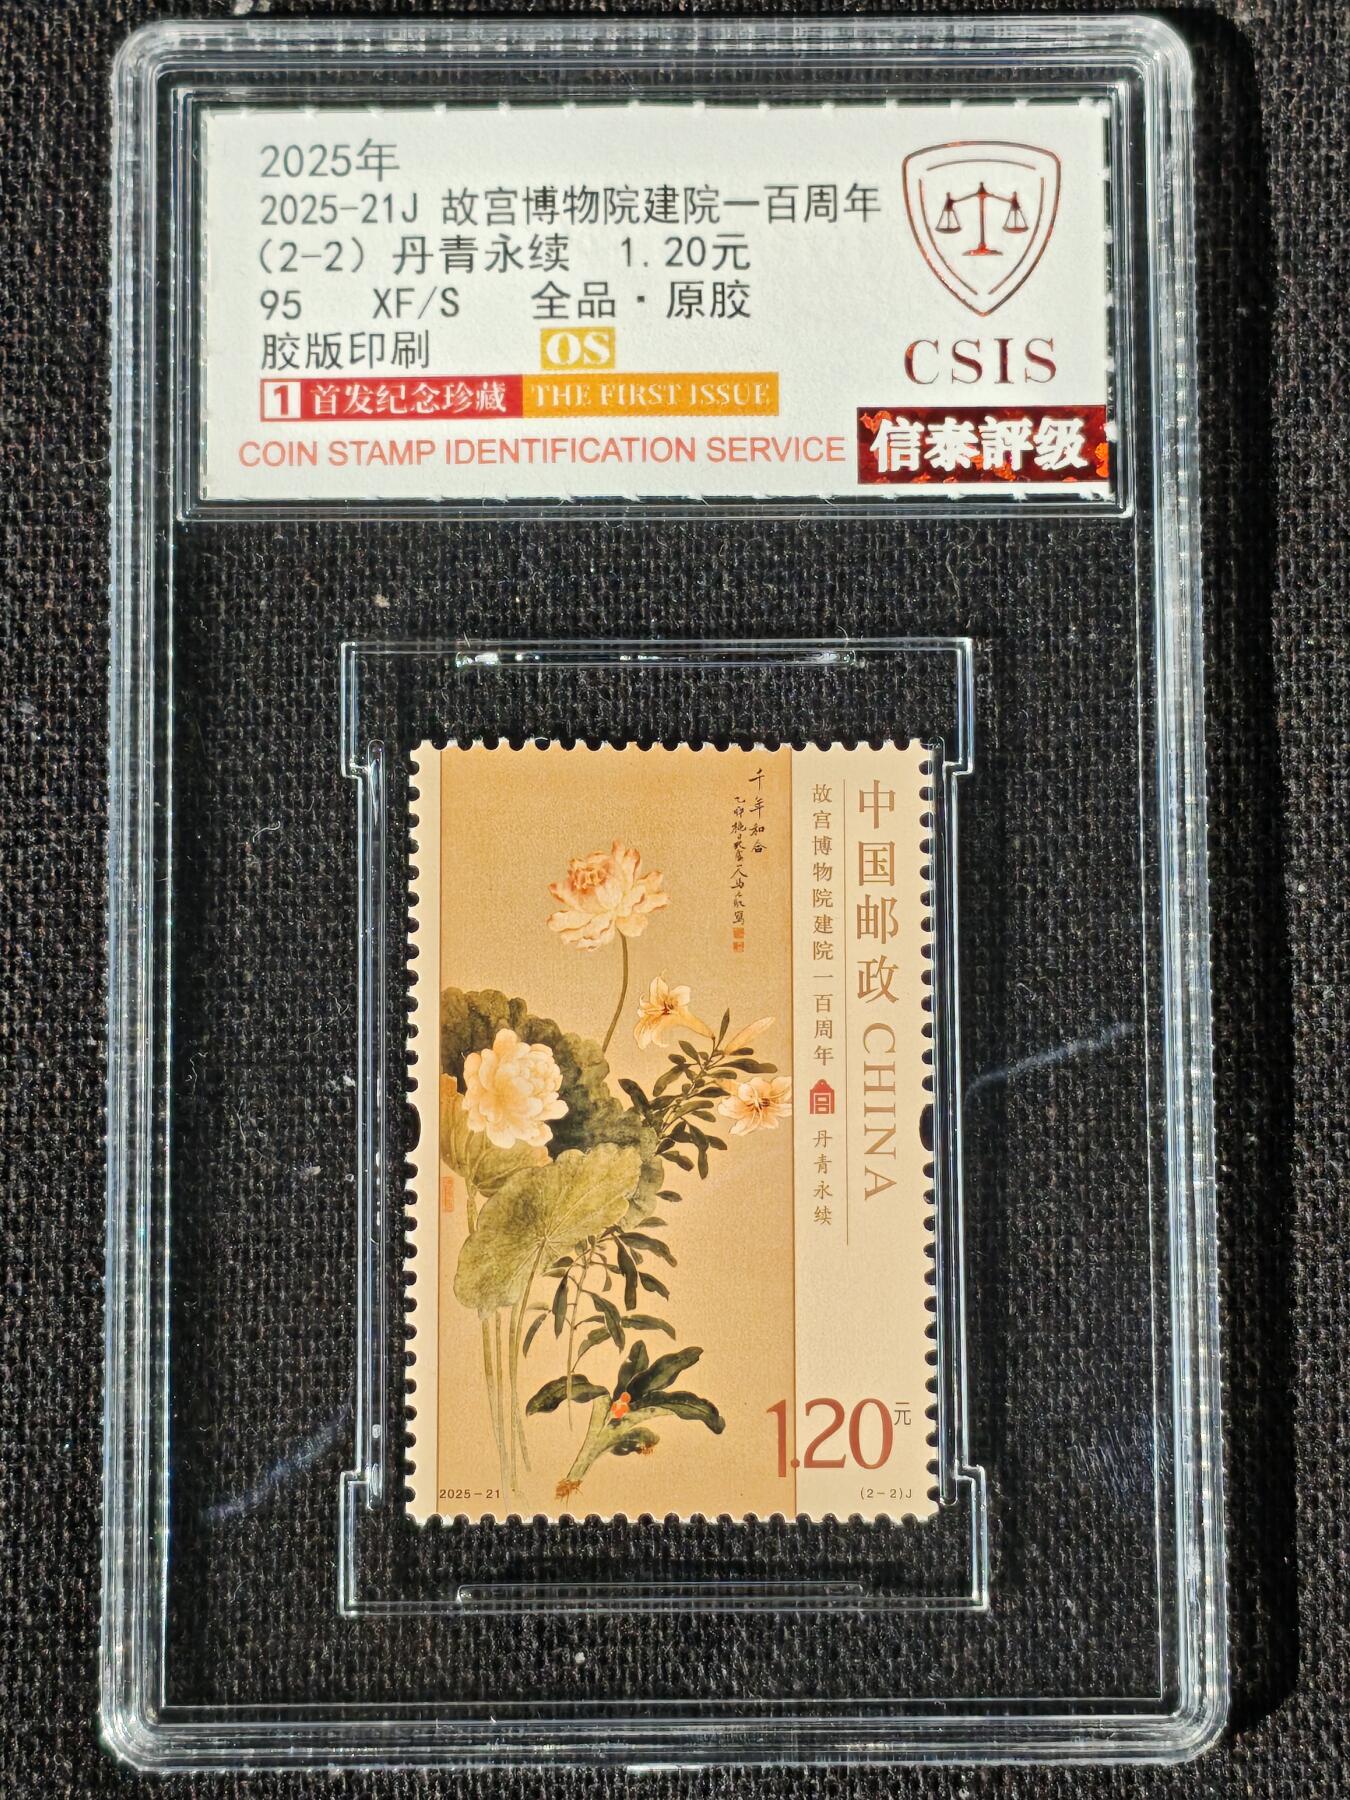 2025年
2025-21J 故宫博物院建院一百周年
(2-2) 丹青永续 1.20元
95 XF/S 全品·原胶
胶版印刷 OS
1 首发纪念珍藏 THE FIRST ISSUE
COIN STAMP IDENTIFICATION SERVICE
CSIS
信泰評级
中国邮政 CHINA
故宫博物院建院一百周年 宫 丹青永续
千年和合
1.20元
2025-21
(2-2)J